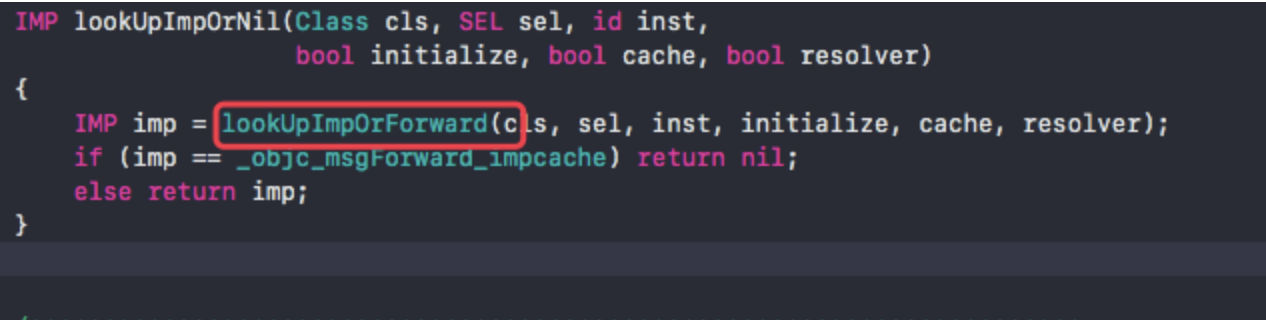 IMP lookUpImpOrNil(Class cls, SEL sel, id inst,
                   bool initialize, bool cache, bool resolver)
{
    IMP imp = lookUpImpOrForward(cls, sel, inst, initialize, cache, resolver);
    if (imp == _objc_msgForward_impcache) return nil;
    else return imp;
}